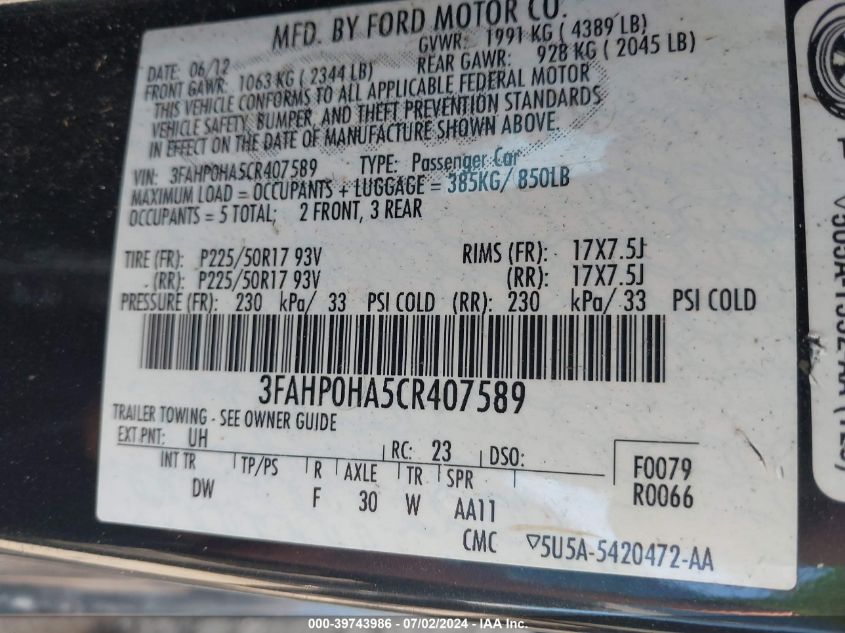 MFD. BY FORD MOTOR CO.
DATE: 06/12 GVWR: 1991 KG ( 4389 LB)
FRONT GAWR: 1063 KG ( 2344 LB) REAR GAWR: 928 KG ( 2045 LB)
THIS VEHICLE CONFORMS TO ALL APPLICABLE FEDERAL MOTOR
VEHICLE SAFETY, BUMPER, AND THEFT PREVENTION STANDARDS
IN EFFECT ON THE DATE OF MANUFACTURE SHOWN ABOVE.
VIN: 3FAHP0HA5CR407589 TYPE: Passenger Car
MAXIMUM LOAD = OCCUPANTS + LUGGAGE = 385KG/ 850LB
OCCUPANTS = 5 TOTAL; 2 FRONT, 3 REAR
TIRE (FR): P225/50R17 93V RIMS (FR): 17X7.5J
(RR): P225/50R17 93V (RR): 17X7.5J
PRESSURE (FR): 230 kPa/ 33 PSI COLD (RR): 230 kPa/ 33 PSI COLD
3FAHP0HA5CR407589
TRAILER TOWING - SEE OWNER GUIDE
EXT PNT: UH RC: 23 DSO:
INT TR TP/PS R AXLE TR SPR F0079
DW F 30 W AA11 R0066
CMC ▽5U5A-5420472-AA
000-39743986 - 07/02/2024 - IAA Inc.